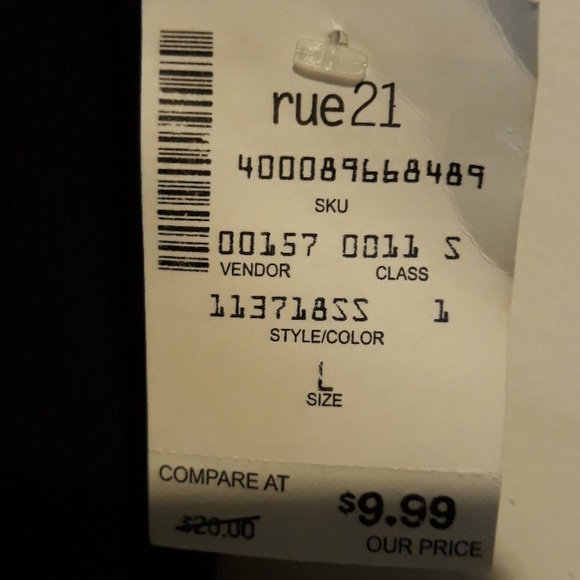 rue21
400089668489
SKU
00157 0011 S
VENDOR CLASS
113718SS 1
STYLE/COLOR
L
SIZE
COMPARE AT
$20.00
$9.99
OUR PRICE